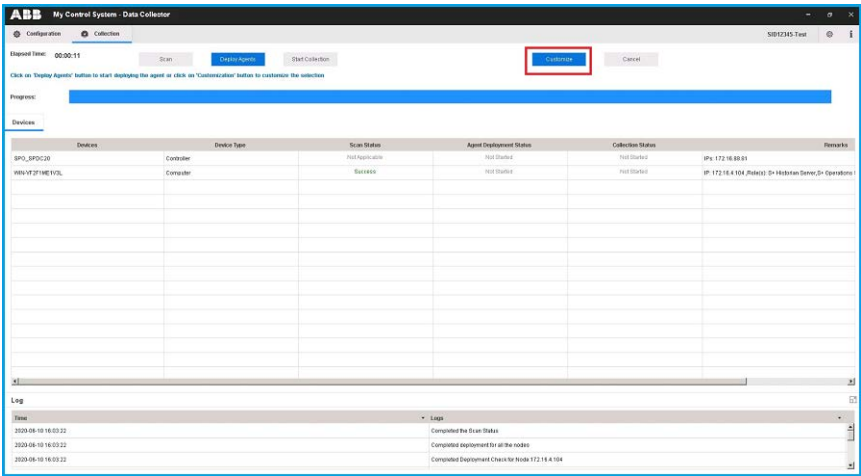 ABB My Control System - Data Collector
Configuration Collection SID12345-Test
Elapsed Time: 00:00:11 Scan Deploy Agents Start Collection Customize Cancel
Click on 'Deploy Agents' button to start deploying the agent or click on 'Customization' button to customize the selection
Progress:
Devices
Devices Device Type Scan Status Agent Deployment Status Collection Status Remarks
SPO_SPDC20 Controller Not Applicable Not Started Not Started IPs: 172.16.88.81
WIN-VF2F1ME1V3L Computer Success Not Started Not Started IP: 172.16.4.104 ,Role(s): S+ Historian Server,S+ Operations
Log
Time Logs
2020-06-10 16:03:22 Completed the Scan Status
2020-06-10 16:03:22 Completed deployment for all the nodes
2020-06-10 16:03:22 Completed Deployment Check for Node 172.16.4.104